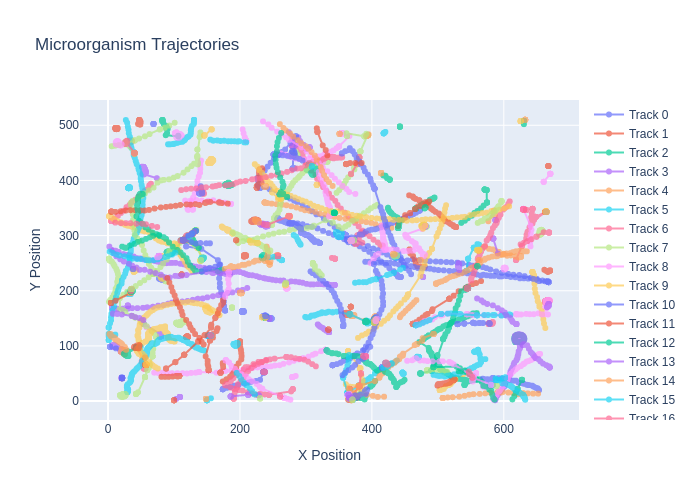 Microorganism Trajectories
500
400
300
200
100
0
Y Position
0
200
400
600
X Position
Track 0
Track 1
Track 2
Track 3
Track 4
Track 5
Track 6
Track 7
Track 8
Track 9
Track 10
Track 11
Track 12
Track 13
Track 14
Track 15
Track 16